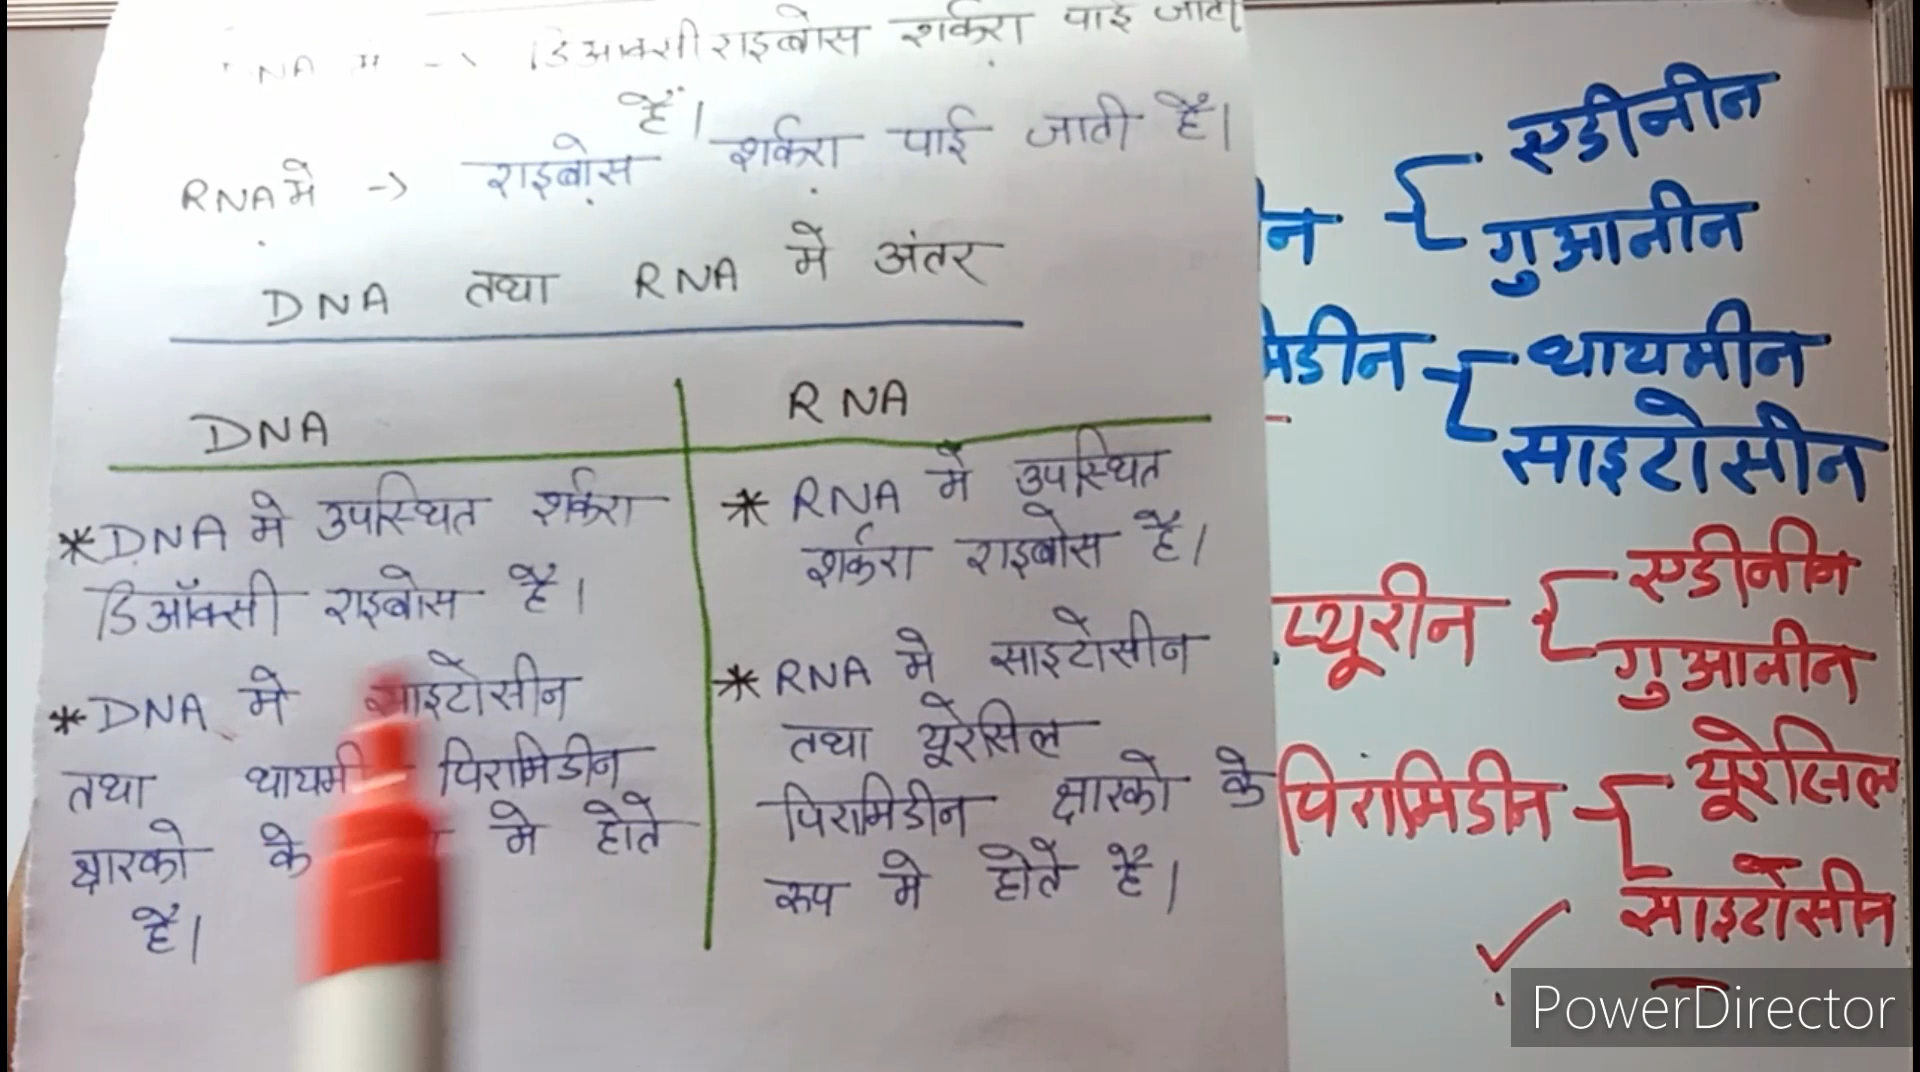 DNA मे -> डिआक्सीराइबोस शर्करा पाई जाती
हैं।
RNA मे -> राइबोस शर्करा पाई जाती हैं।
DNA तथा RNA मे अंतर
DNA
* DNA मे उपस्थित शर्करा
डिऑक्सी राइबोस है।
* DNA मे साइटोसीन
तथा पिरामिडीन
क्षारको के मे होते
है।
RNA
* RNA मे उपस्थित
शर्करा राइबोस है।
* RNA मे साइटोसीन
तथा यूरेसिल
पिरामिडीन क्षारको के
रूप मे होते है।
एडीनीन
गुआनीन
थायमीन
साइटोसीन
प्यूरीन
एडीनीन
गुआनीन
पिरामिडीन
यूरेसिल
साइटोसीन
PowerDirector